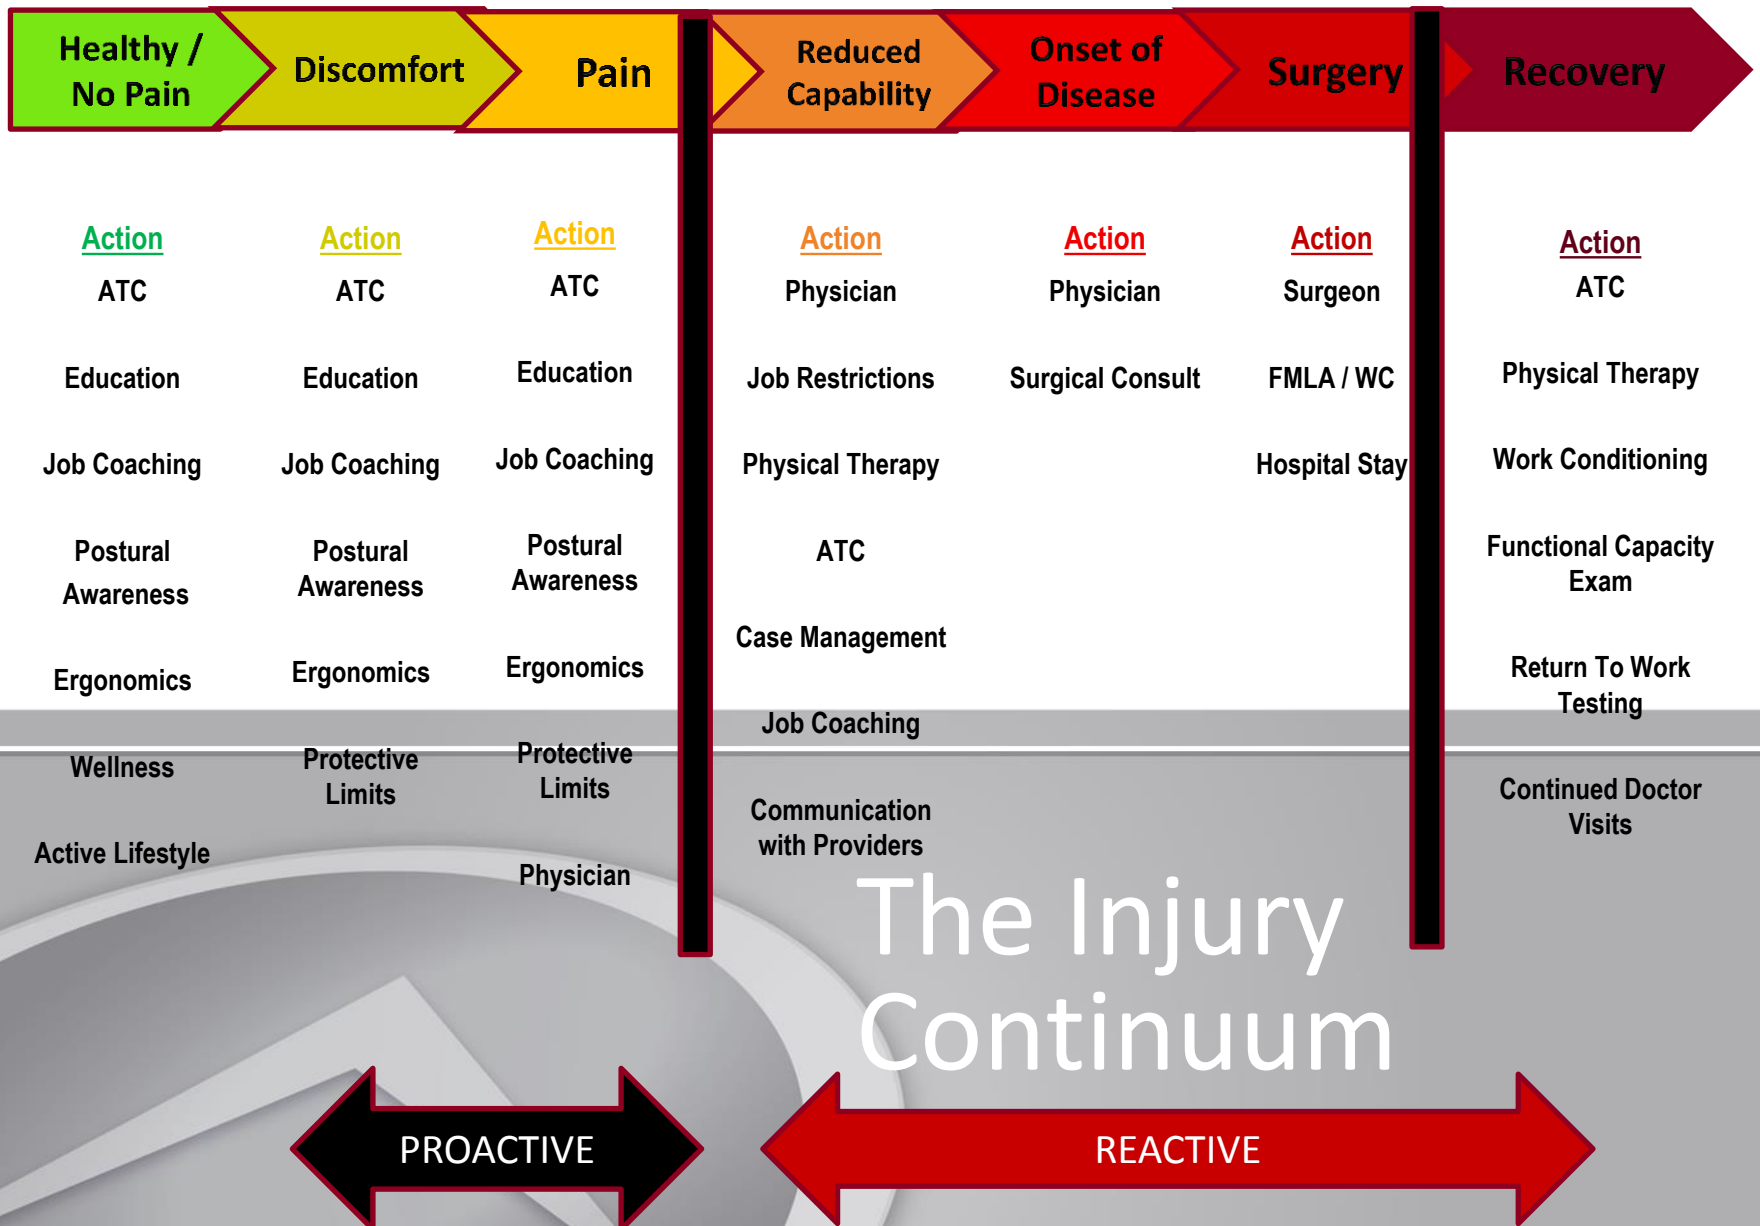 Healthy /
No Pain
Discomfort
Pain
Reduced
Capability
Onset of
Disease
Surgery
Recovery
Action
ATC
Education
Job Coaching
Postural
Awareness
Ergonomics
Wellness
Active Lifestyle
Action
ATC
Education
Job Coaching
Postural
Awareness
Ergonomics
Protective
Limits
Action
ATC
Education
Job Coaching
Postural
Awareness
Ergonomics
Protective
Limits
Physician
Action
Physician
Job Restrictions
Physical Therapy
ATC
Case Management
Job Coaching
Communication
with Providers
Action
Physician
Surgical Consult
Action
Surgeon
FMLA / WC
Hospital Stay
Action
ATC
Physical Therapy
Work Conditioning
Functional Capacity
Exam
Return To Work
Testing
Continued Doctor
Visits
The Injury
Continuum
PROACTIVE
REACTIVE